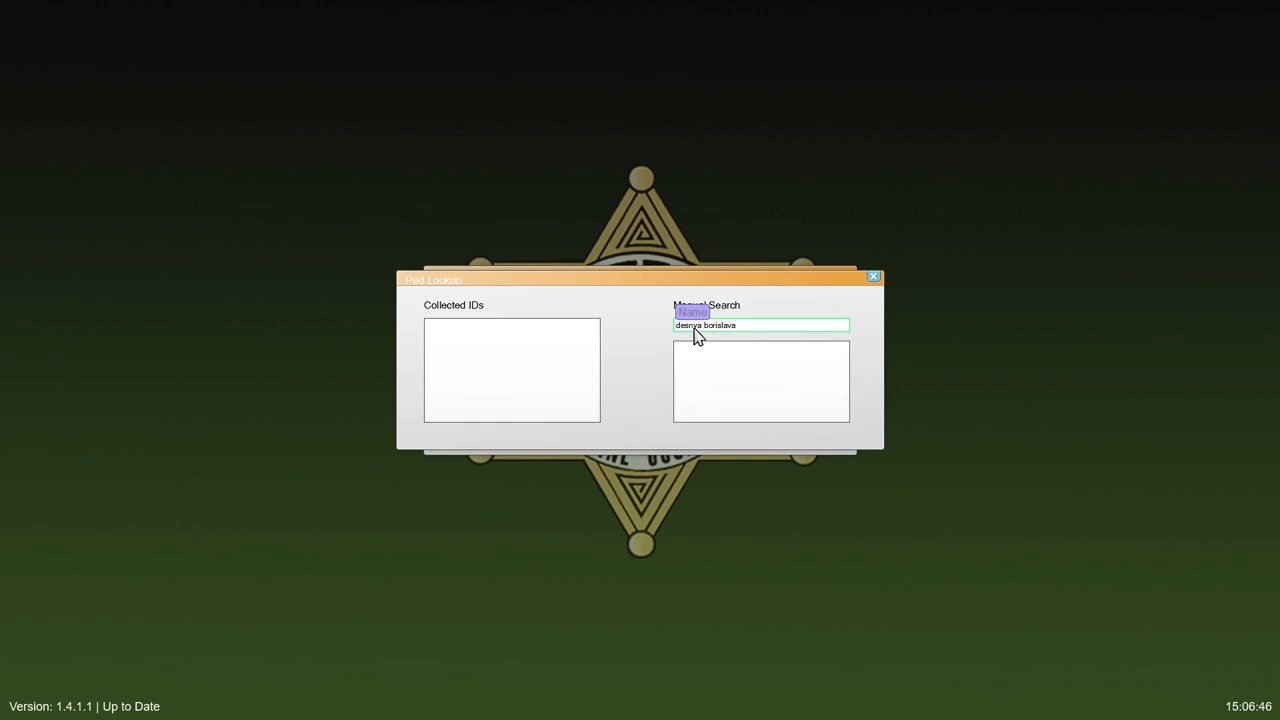 Ped Lookup
Collected IDs
Manual Search
Name
desnya borislava
Version: 1.4.1.1 | Up to Date
15:06:46